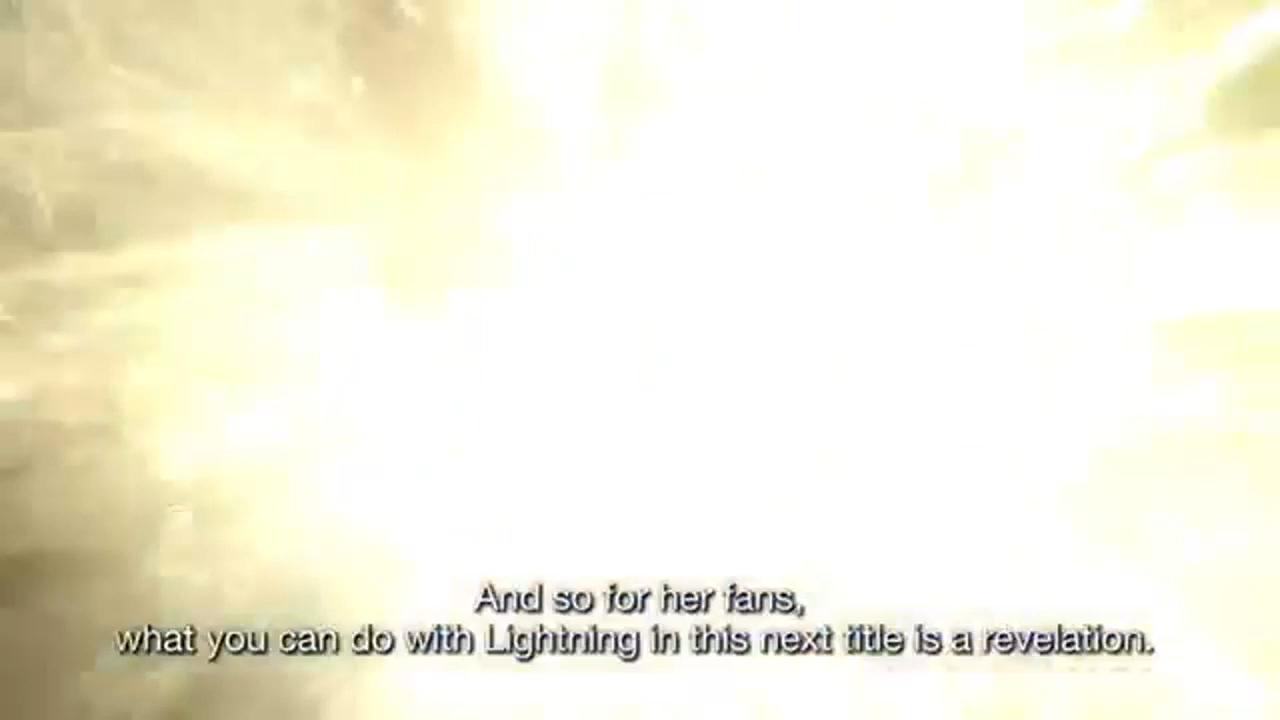 And so for her fans,
what you can do with Lightning in this next title is a revelation.